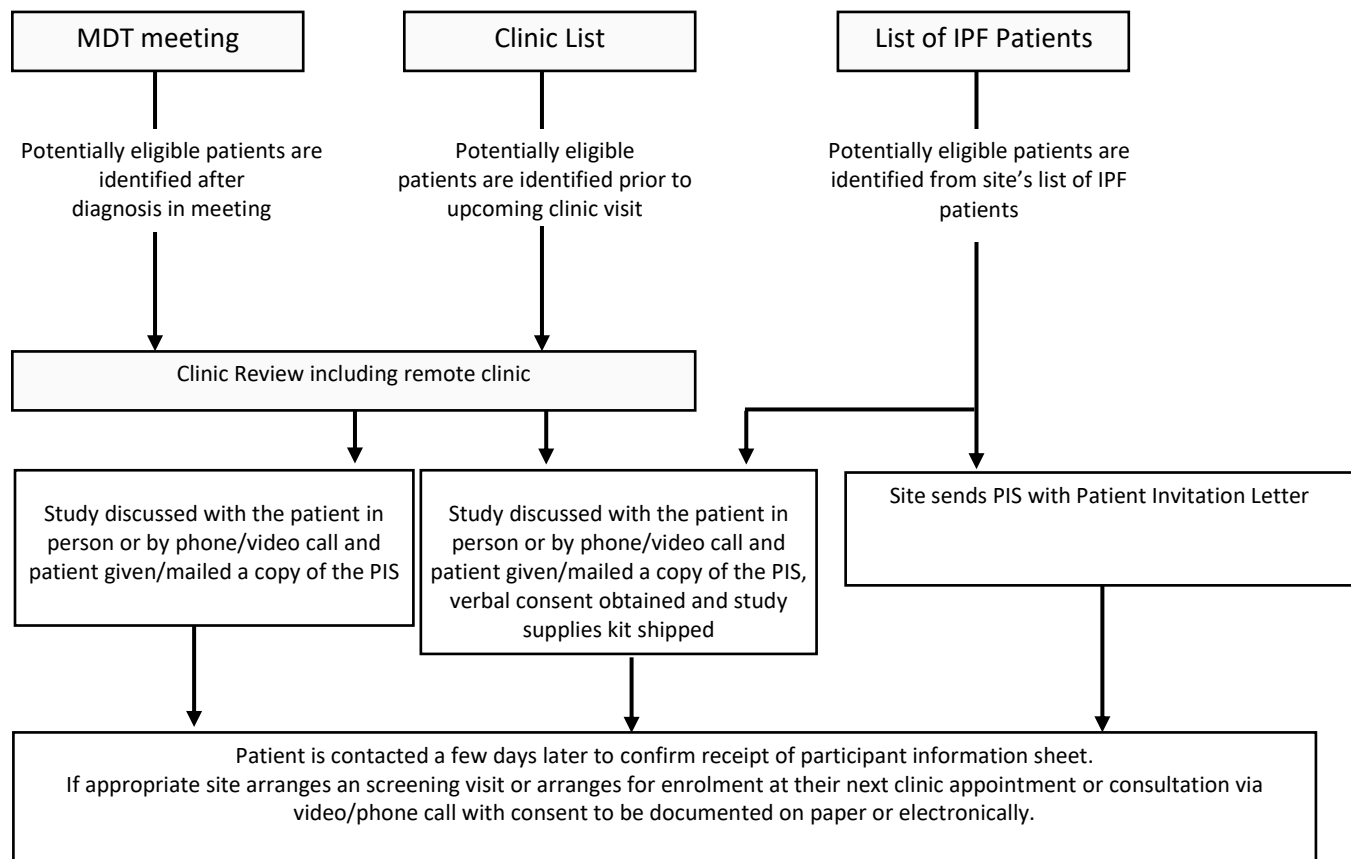 MDT meeting
Clinic List
List of IPF Patients
Potentially eligible patients are
identified after
diagnosis in meeting
Potentially eligible
patients are identified prior to
upcoming clinic visit
Potentially eligible patients are
identified from site’s list of IPF
patients
Clinic Review including remote clinic
Study discussed with the patient in
person or by phone/video call and
patient given/mailed a copy of the PIS
Study discussed with the patient in
person or by phone/video call and
patient given/mailed a copy of the PIS,
verbal consent obtained and study
supplies kit shipped
Site sends PIS with Patient Invitation Letter
Patient is contacted a few days later to confirm receipt of participant information sheet.
If appropriate site arranges an screening visit or arranges for enrolment at their next clinic appointment or consultation via
video/phone call with consent to be documented on paper or electronically.